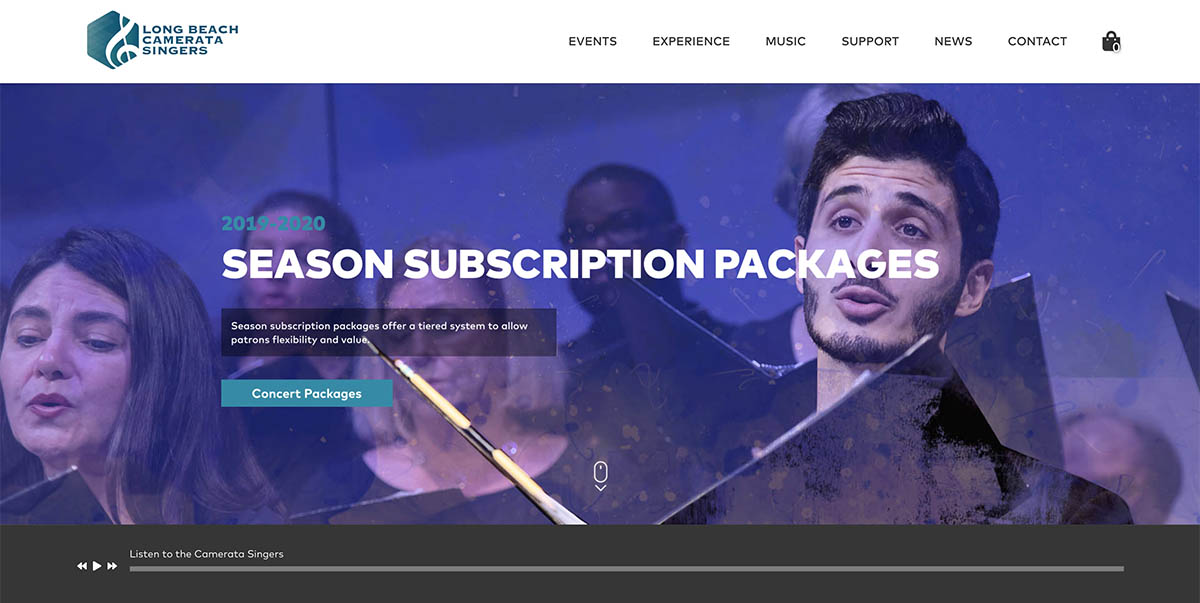 LONG BEACH
CAMERATA
SINGERS
EVENTS EXPERIENCE MUSIC SUPPORT NEWS CONTACT 0
2019-2020
SEASON SUBSCRIPTION PACKAGES
Season subscription packages offer a tiered system to allow
patrons flexibility and value.
Concert Packages
Listen to the Camerata Singers